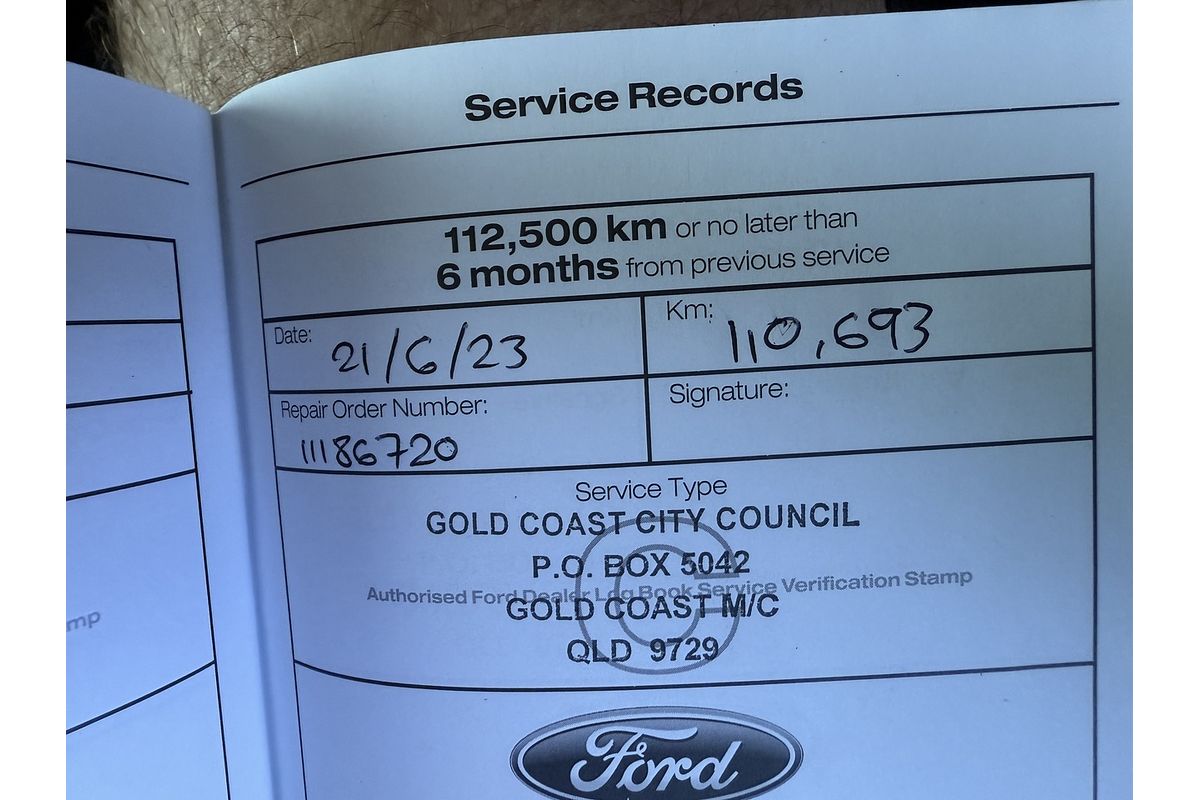 Service Records
112,500 km or no later than
6 months from previous service
Date: 21/6/23
Km: 110,693
Repair Order Number:
11186720
Signature:
Service Type
GOLD COAST CITY COUNCIL
P.O. BOX 5042
Authorised Ford Dealer Log Book Service Verification Stamp
GOLD COAST M/C
QLD 9729
mp
Ford